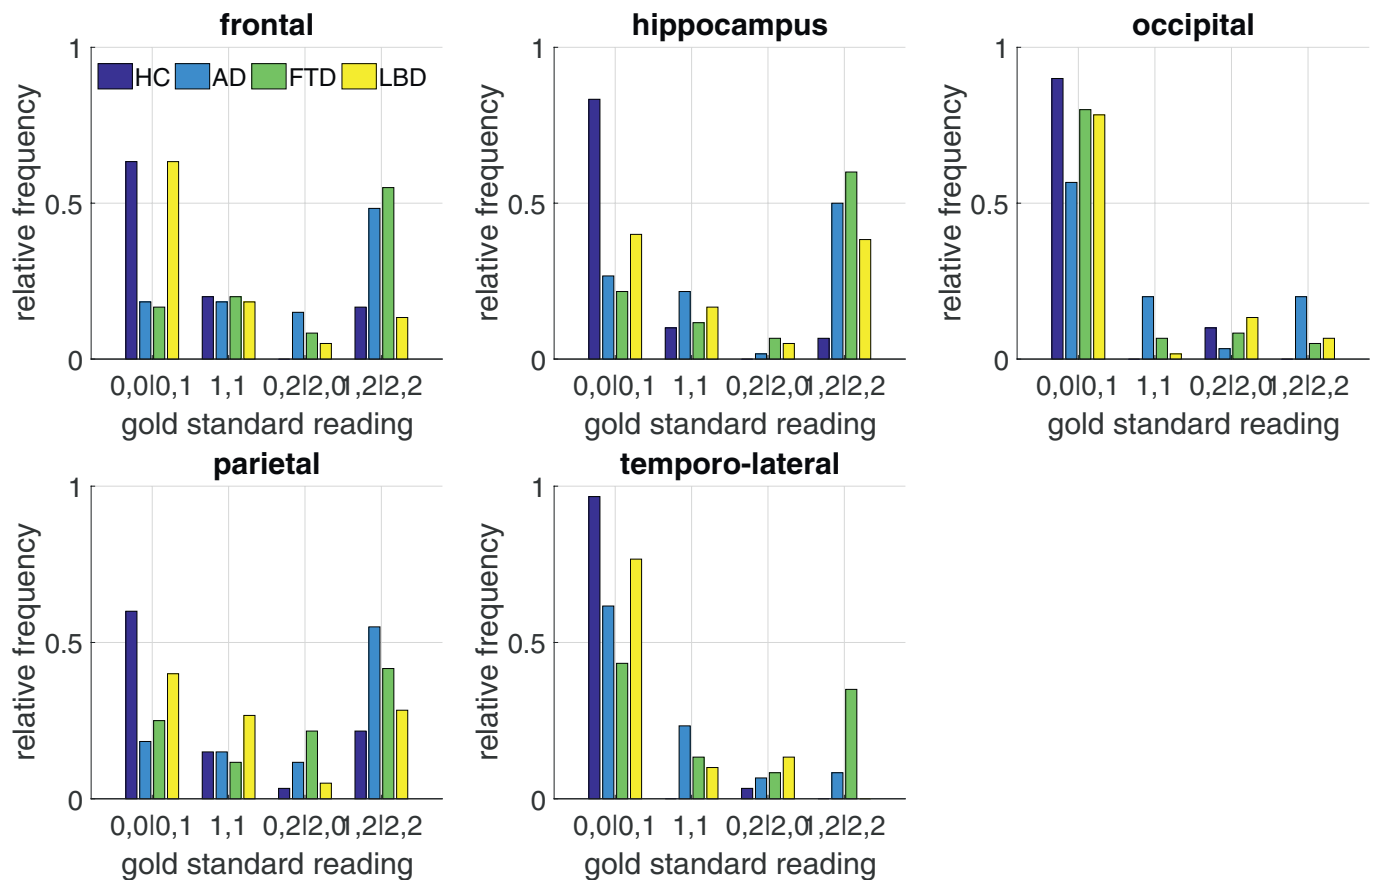 frontal
1
HC AD FTD LBD
relative frequency
0.5
0
0,0|0,1 1,1 0,2|2,0 1,2|2,2
gold standard reading
hippocampus
1
relative frequency
0.5
0
0,0|0,1 1,1 0,2|2,0 1,2|2,2
gold standard reading
occipital
1
relative frequency
0.5
0
0,0|0,1 1,1 0,2|2,0 1,2|2,2
gold standard reading
parietal
1
relative frequency
0.5
0
0,0|0,1 1,1 0,2|2,0 1,2|2,2
gold standard reading
temporo-lateral
1
relative frequency
0.5
0
0,0|0,1 1,1 0,2|2,0 1,2|2,2
gold standard reading